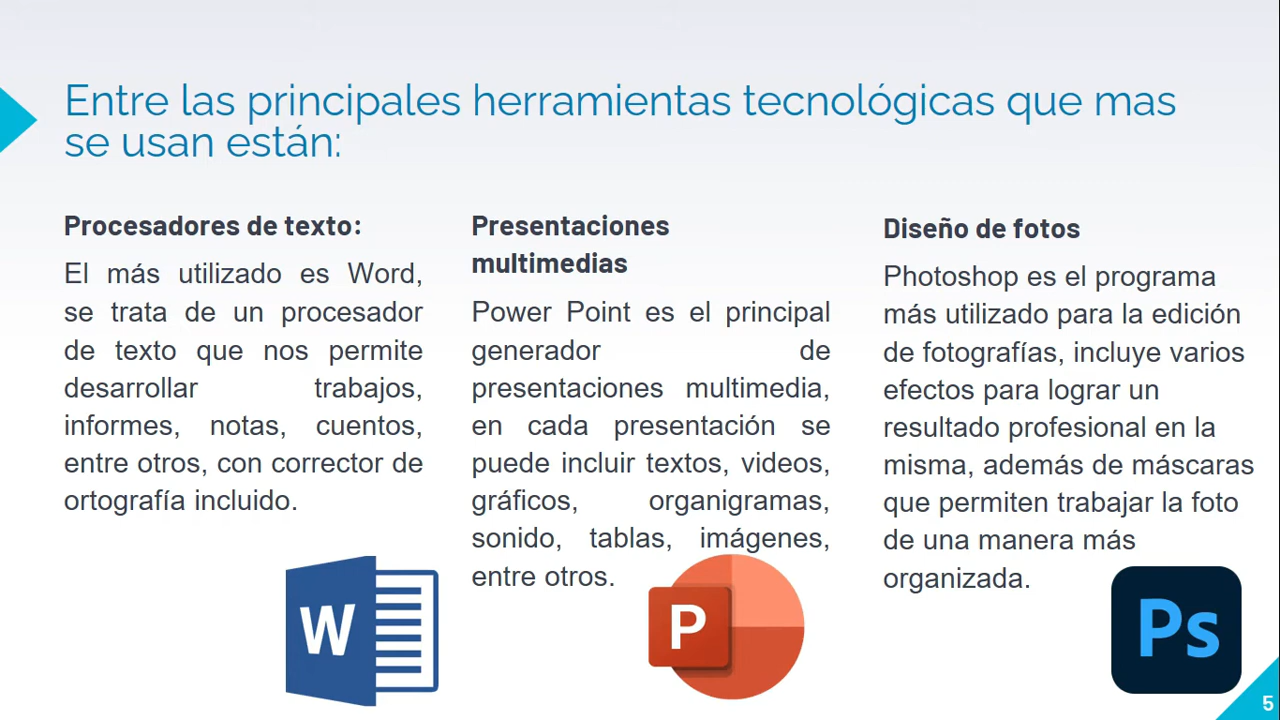 Entre las principales herramientas tecnológicas que mas
se usan están:
Procesadores de texto:
El más utilizado es Word,
se trata de un procesador
de texto que nos permite
desarrollar trabajos,
informes, notas, cuentos,
entre otros, con corrector de
ortografía incluido.
Presentaciones
multimedias
Power Point es el principal
generador de
presentaciones multimedia,
en cada presentación se
puede incluir textos, videos,
gráficos, organigramas,
sonido, tablas, imágenes,
entre otros.
Diseño de fotos
Photoshop es el programa
más utilizado para la edición
de fotografías, incluye varios
efectos para lograr un
resultado profesional en la
misma, además de máscaras
que permiten trabajar la foto
de una manera más
organizada.
W
P
Ps
5